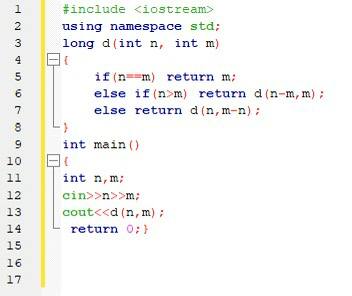 1 #include <iostream>
2 using namespace std;
3 long d(int n, int m)
4 {
5 if(n==m) return m;
6 else if(n>m) return d(n-m,m);
7 else return d(n,m-n);
8 }
9 int main()
10 {
11 int n,m;
12 cin>>n>>m;
13 cout<<d(n,m);
14 return 0;}
15
16
17